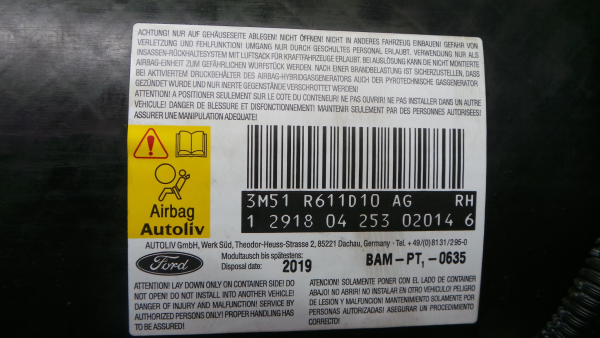 ACHTUNG! NUR AUF GEHÄUSESEITE ABLEGEN! NICHT ÖFFNEN! NICHT IN ANDERES FAHRZEUG EINBAUEN! GEFAHR VON
VERLETZUNG UND FEHLFUNKTION! UMGANG NUR DURCH GESCHULTES PERSONAL ERLAUBT. VERWENDUNG NUR ALS
INSASSEN-RÜCKHALTESYSTEM MIT LUFTSACK FÜR KRAFTFAHRZEUGE ERLAUBT. BEI AUSLÖSUNG KANN DIE NICHT MONTIERTE
AIRBAG-EINHEIT ZUM GEFÄHRLICHEN WURFSTÜCK WERDEN. NACH EINER BRANDBELASTUNG IST SICHERZUSTELLEN, DASS
BEI AKTIVIERTEM DRUCKBEHÄLTER DES AIRBAG-HYBRIDGASGENERATORS AUCH DER PYROTECHNISCHE GASGENERATOR
GEZÜNDET WURDE UND NUR INERTE GEGENSTÄNDE VERSCHROTTET WERDEN!
ATTENTION! A POSITIONER SEULEMENT SUR LE COTE DU CONTENEUR! NE PAS OUVRIR! NE PAS INSTALLER DANS UN AUTRE
VEHICULE! DANGER DE BLESSURE ET DISFONCTIONNEMENT! MAINTENIR SEULEMENT PAR DES PERSONNES AUTORISEES!
ASSURER UNE MANIPULATION ADEQUATE!
Airbag
Autoliv
3M51 R611D10 AG RH
1 2918 04 253 02014 6
AUTOLIV GmbH, Werk Süd, Theodor-Heuss-Strasse 2, 85221 Dachau, Germany - Tel. +49/(0) 81 31/2 95-0
Ford
Modultausch bis spätestens:
Disposal date: 2019 BAM-PT₁-0635
ATTENTION! LAY DOWN ONLY ON CONTAINER SIDE! DO
NOT OPEN! DO NOT INSTALL INTO ANOTHER VEHICLE!
DANGER OF INJURY AND MALFUNCTION! SERVICE BY
AUTHORIZED PERSONS ONLY! PROPER HANDLING HAS
TO BE ASSURED!
ATENCION! SOLAMENTE PONER CON EL LADO DE CONTAINER
ABAJO! NO ABRIR! NO INSTALAR EN OTRO VEHICULO! PELIGRO
DE LESION Y MALFUNCION! MANTENIMIENTO SOLAMENTE POR
PERSONAS AUTORIZADAS! ASEGURAR UN PROCEDIMIENTO
CORRECTO!